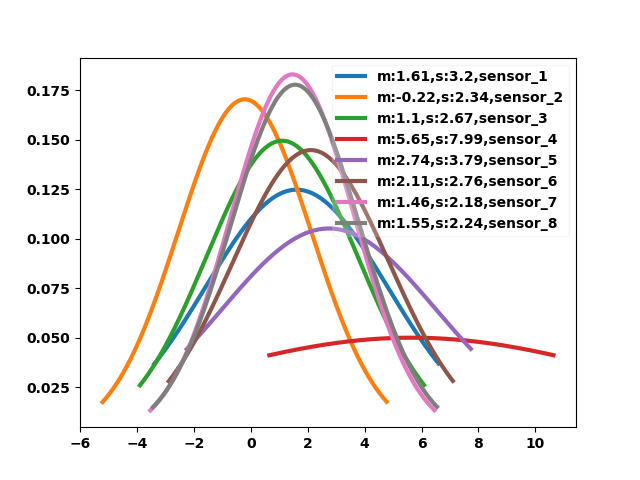 m:1.61,s:3.2,sensor_1
m:-0.22,s:2.34,sensor_2
m:1.1,s:2.67,sensor_3
m:5.65,s:7.99,sensor_4
m:2.74,s:3.79,sensor_5
m:2.11,s:2.76,sensor_6
m:1.46,s:2.18,sensor_7
m:1.55,s:2.24,sensor_8
0.175
0.150
0.125
0.100
0.075
0.050
0.025
−6 −4 −2 0 2 4 6 8 10